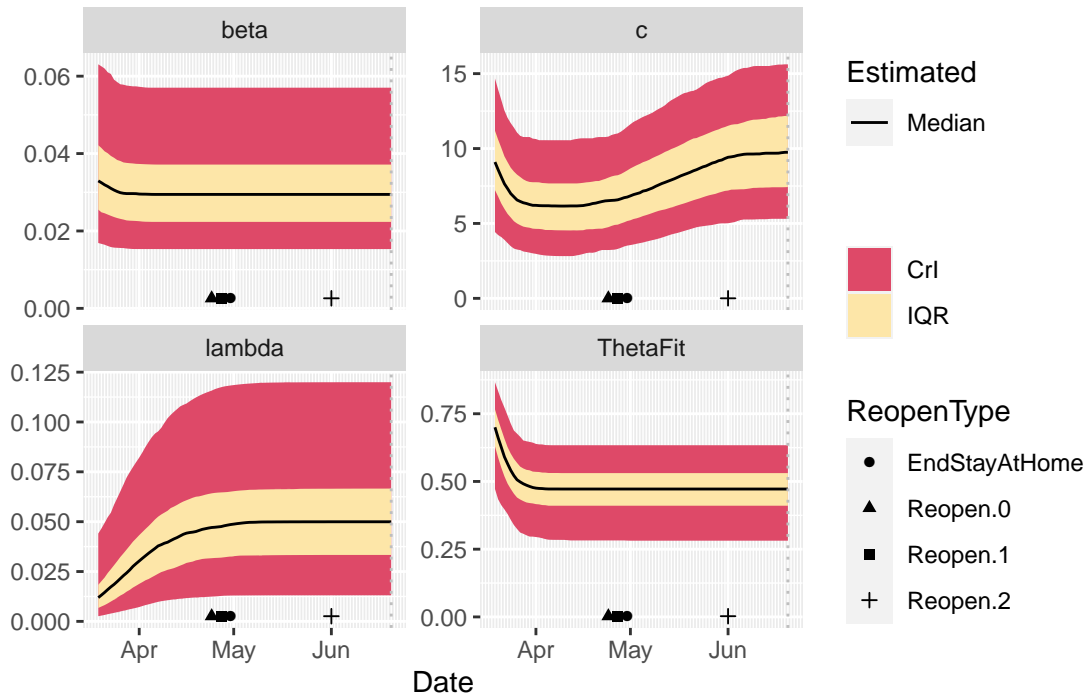 beta
c
0.06
0.04
0.02
0.00
15
10
5
0
lambda
ThetaFit
0.125
0.100
0.075
0.050
0.025
0.000
0.75
0.50
0.25
0.00
Apr May Jun
Apr May Jun
Date
Estimated
Median
CrI
IQR
ReopenType
EndStayAtHome
Reopen.0
Reopen.1
Reopen.2